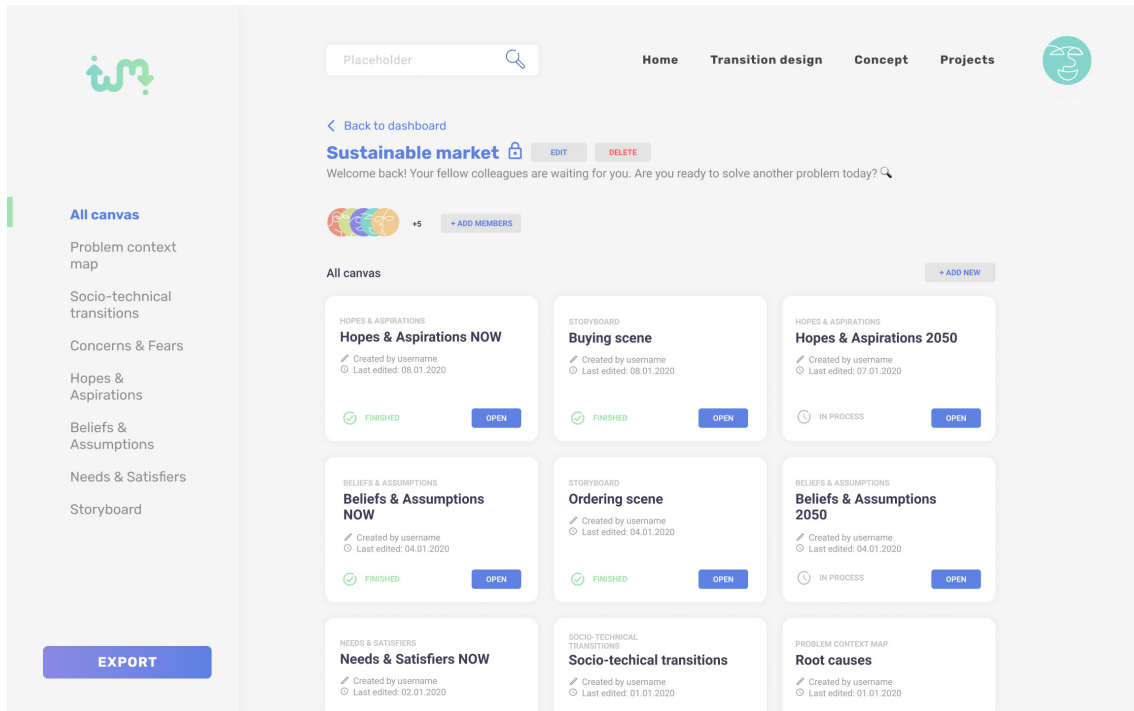 Placeholder
Home
Transition design
Concept
Projects
Back to dashboard
Sustainable market
EDIT
DELETE
Welcome back! Your fellow colleagues are waiting for you. Are you ready to solve another problem today?
+5
+ ADD MEMBERS
All canvas
Problem context
map
Socio-technical
transitions
Concerns & Fears
Hopes &
Aspirations
Beliefs &
Assumptions
Needs & Satisfiers
Storyboard
EXPORT
All canvas
+ ADD NEW
HOPES & ASPIRATIONS
Hopes & Aspirations NOW
Created by username
Last edited: 08.01.2020
FINISHED
OPEN
STORYBOARD
Buying scene
Created by username
Last edited: 08.01.2020
FINISHED
OPEN
HOPES & ASPIRATIONS
Hopes & Aspirations 2050
Created by username
Last edited: 07.01.2020
IN PROCESS
OPEN
BELIEFS & ASSUMPTIONS
Beliefs & Assumptions
NOW
Created by username
Last edited: 04.01.2020
FINISHED
OPEN
STORYBOARD
Ordering scene
Created by username
Last edited: 04.01.2020
FINISHED
OPEN
BELIEFS & ASSUMPTIONS
Beliefs & Assumptions
2050
Created by username
Last edited: 04.01.2020
IN PROCESS
OPEN
NEEDS & SATISFIERS
Needs & Satisfiers NOW
Created by username
Last edited: 02.01.2020
SOCIO-TECHNICAL
TRANSITIONS
Socio-techical transitions
Created by username
Last edited: 01.01.2020
PROBLEM CONTEXT MAP
Root causes
Created by username
Last edited: 01.01.2020